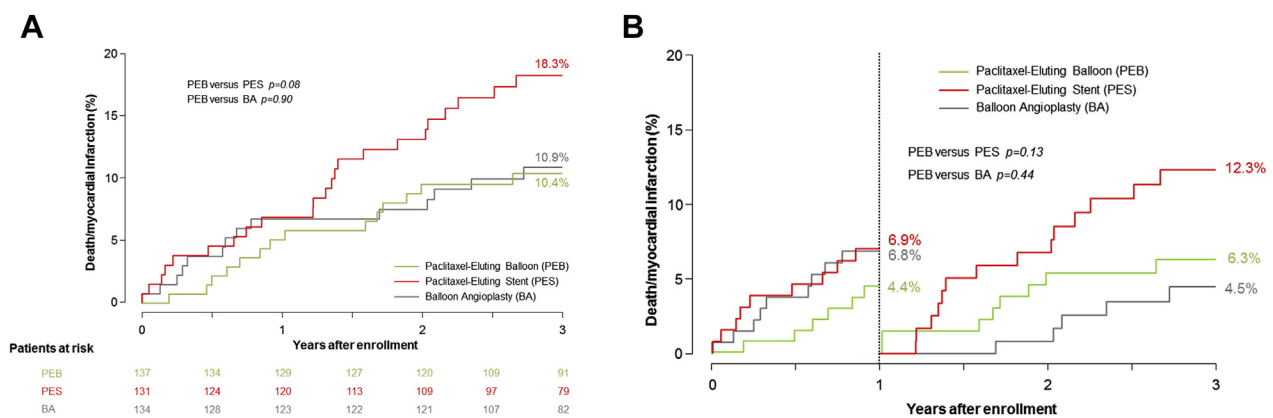 A
Death/myocardial infarction (%)
20
15
10
5
0
PEB versus PES p=0.08
PEB versus BA p=0.90
18.3%
10.9%
10.4%
Paclitaxel-Eluting Balloon (PEB)
Paclitaxel-Eluting Stent (PES)
Balloon Angioplasty (BA)
0 1 2 3
Years after enrollment
Patients at risk
PEB 137 134 129 127 120 109 91
PES 131 124 120 113 109 97 79
BA 134 128 123 122 121 107 82
B
Death/myocardial infarction (%)
20
15
10
5
0
Paclitaxel-Eluting Balloon (PEB)
Paclitaxel-Eluting Stent (PES)
Balloon Angioplasty (BA)
PEB versus PES p=0.13
PEB versus BA p=0.44
12.3%
6.9%
6.8%
6.3%
4.4%
4.5%
0 1 2 3
Years after enrollment